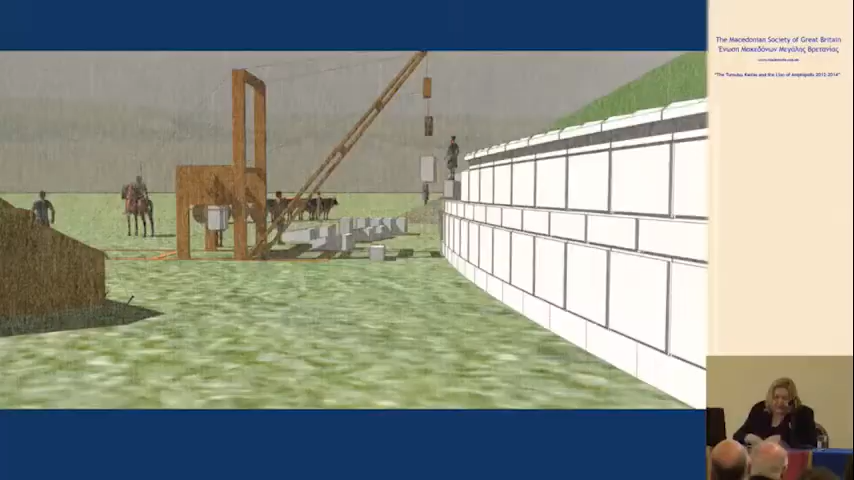 The Macedonian Society of Great Britain
Ένωση Μακεδόνων Μεγάλης Βρετανίας
"The Tumulus Kastas and the Lion of Amphipolis 2012-2014"